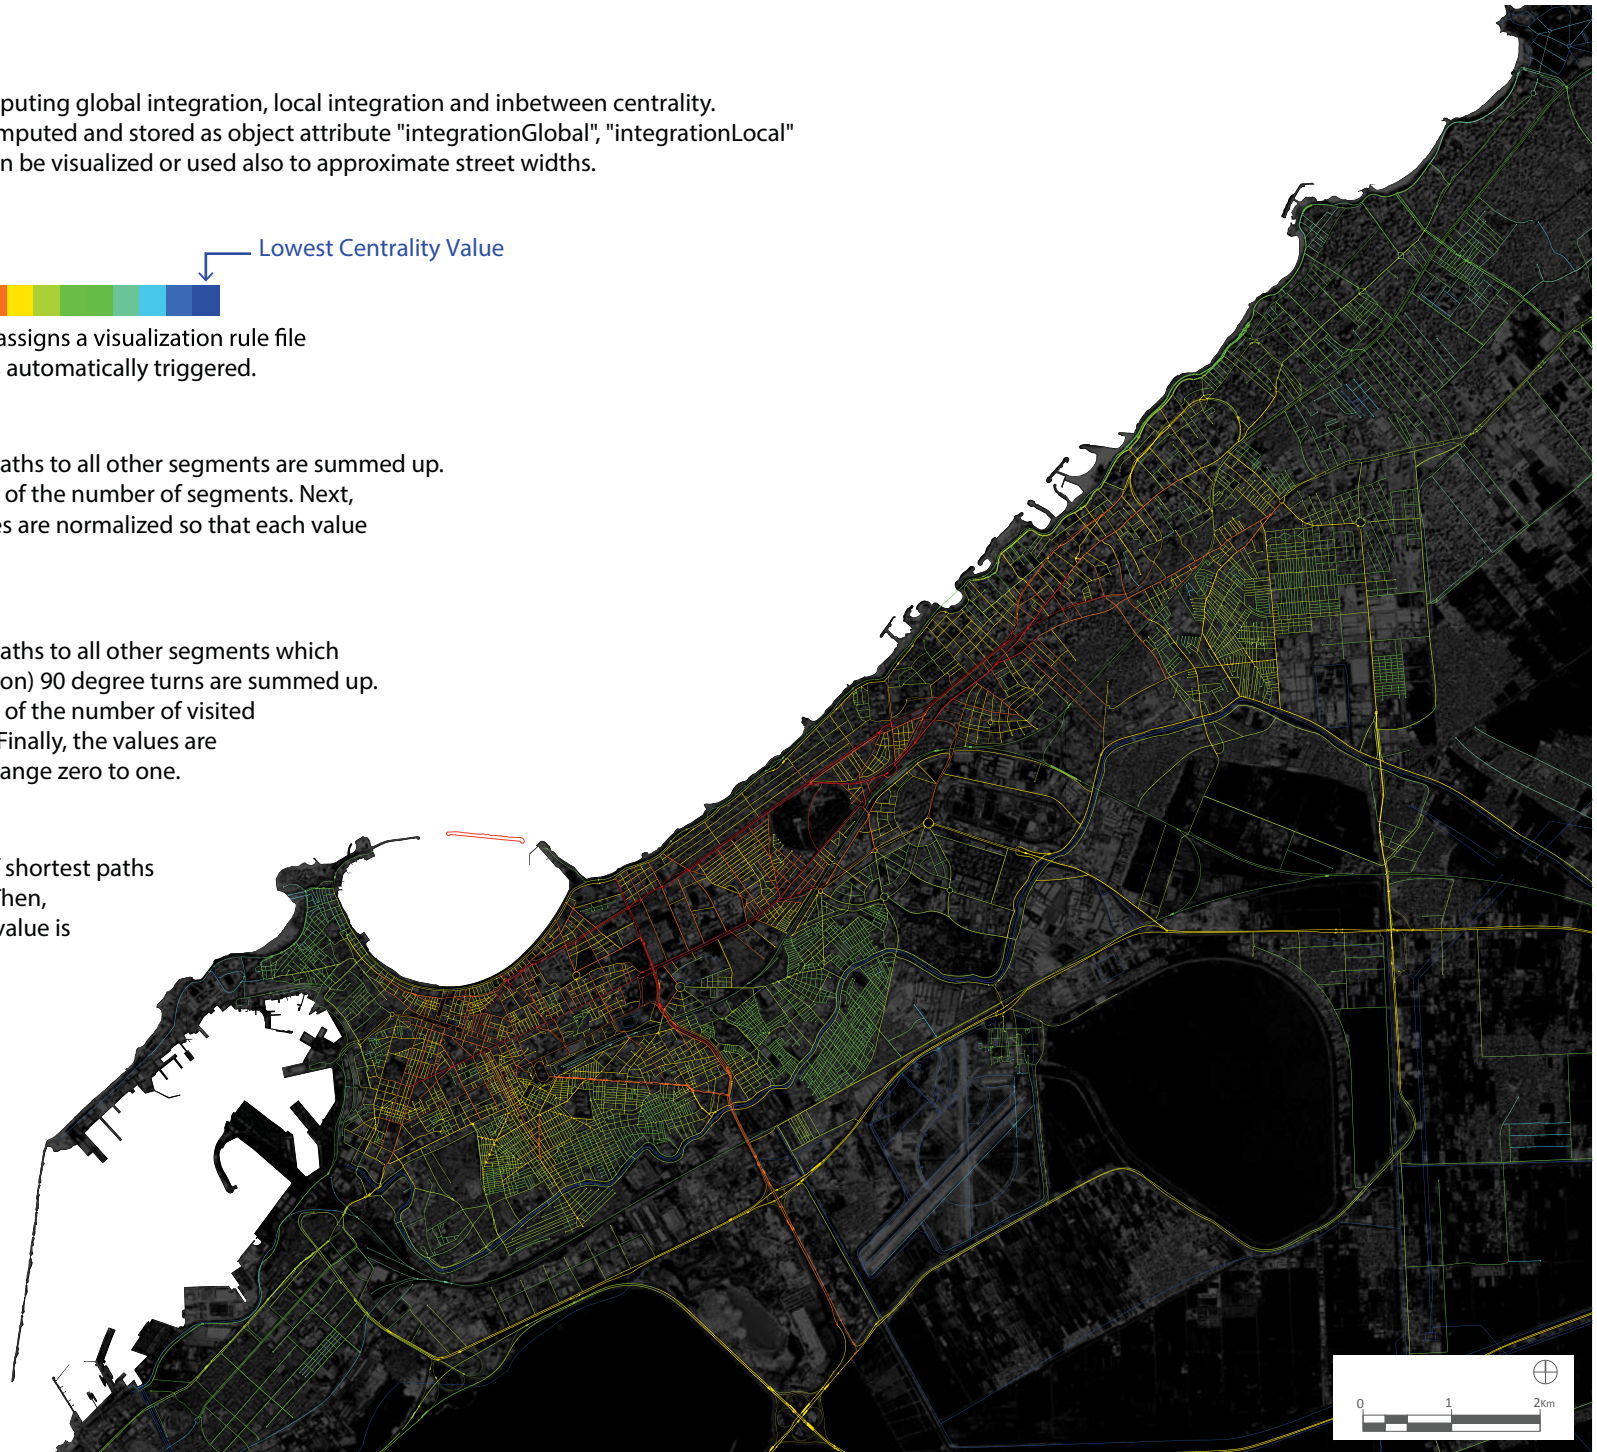 puting global integration, local integration and inbetween centrality.
mputed and stored as object attribute "integrationGlobal", "integrationLocal"
n be visualized or used also to approximate street widths.
Lowest Centrality Value
assigns a visualization rule file
automatically triggered.
aths to all other segments are summed up.
of the number of segments. Next,
es are normalized so that each value
aths to all other segments which
on) 90 degree turns are summed up.
of the number of visited
Finally, the values are
ange zero to one.
shortest paths
Then,
value is
0 1 2Km